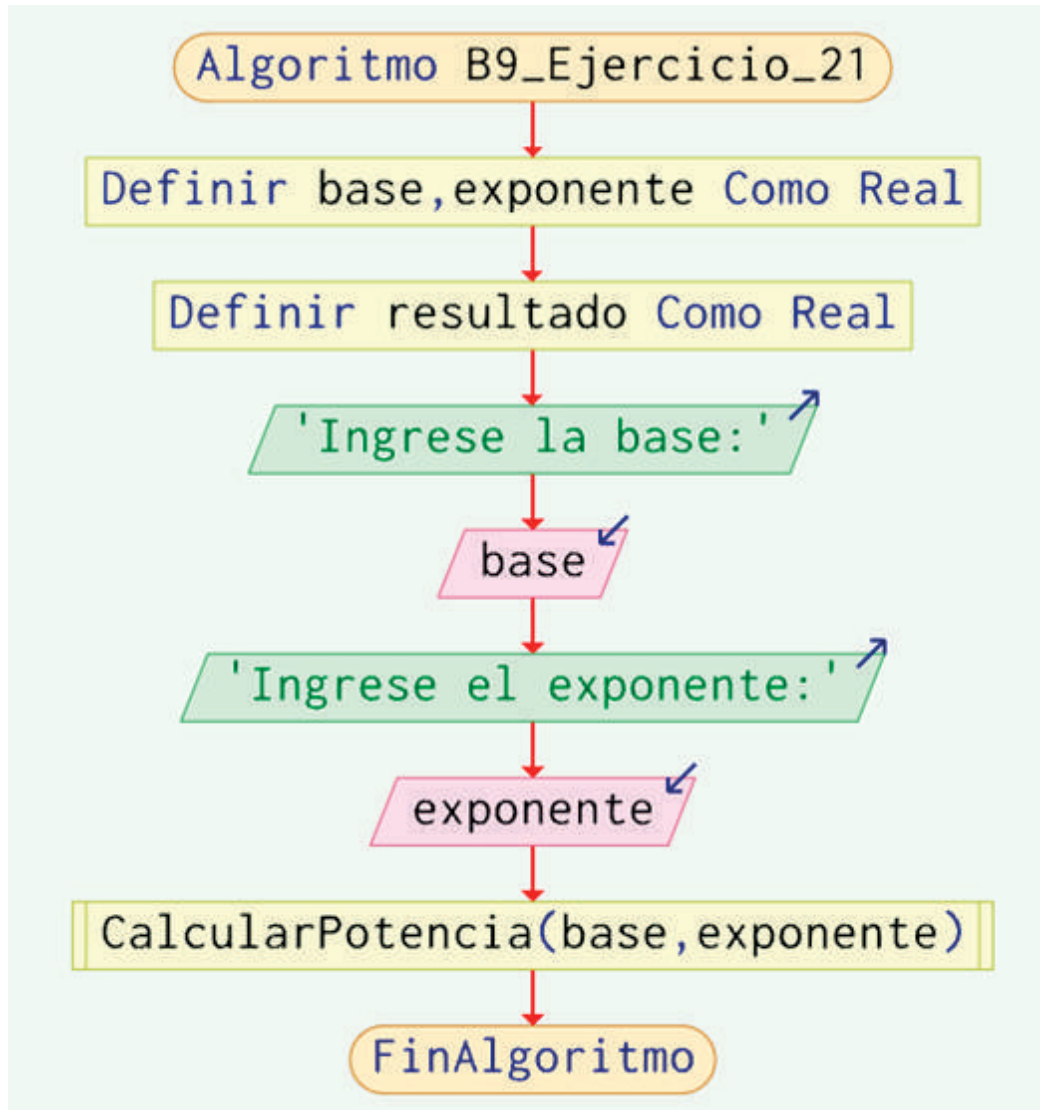 Algoritmo B9_Ejercicio_21
Definir base,exponente Como Real
Definir resultado Como Real
'Ingrese la base:'
base
'Ingrese el exponente:'
exponente
CalcularPotencia(base,exponente)
FinAlgoritmo